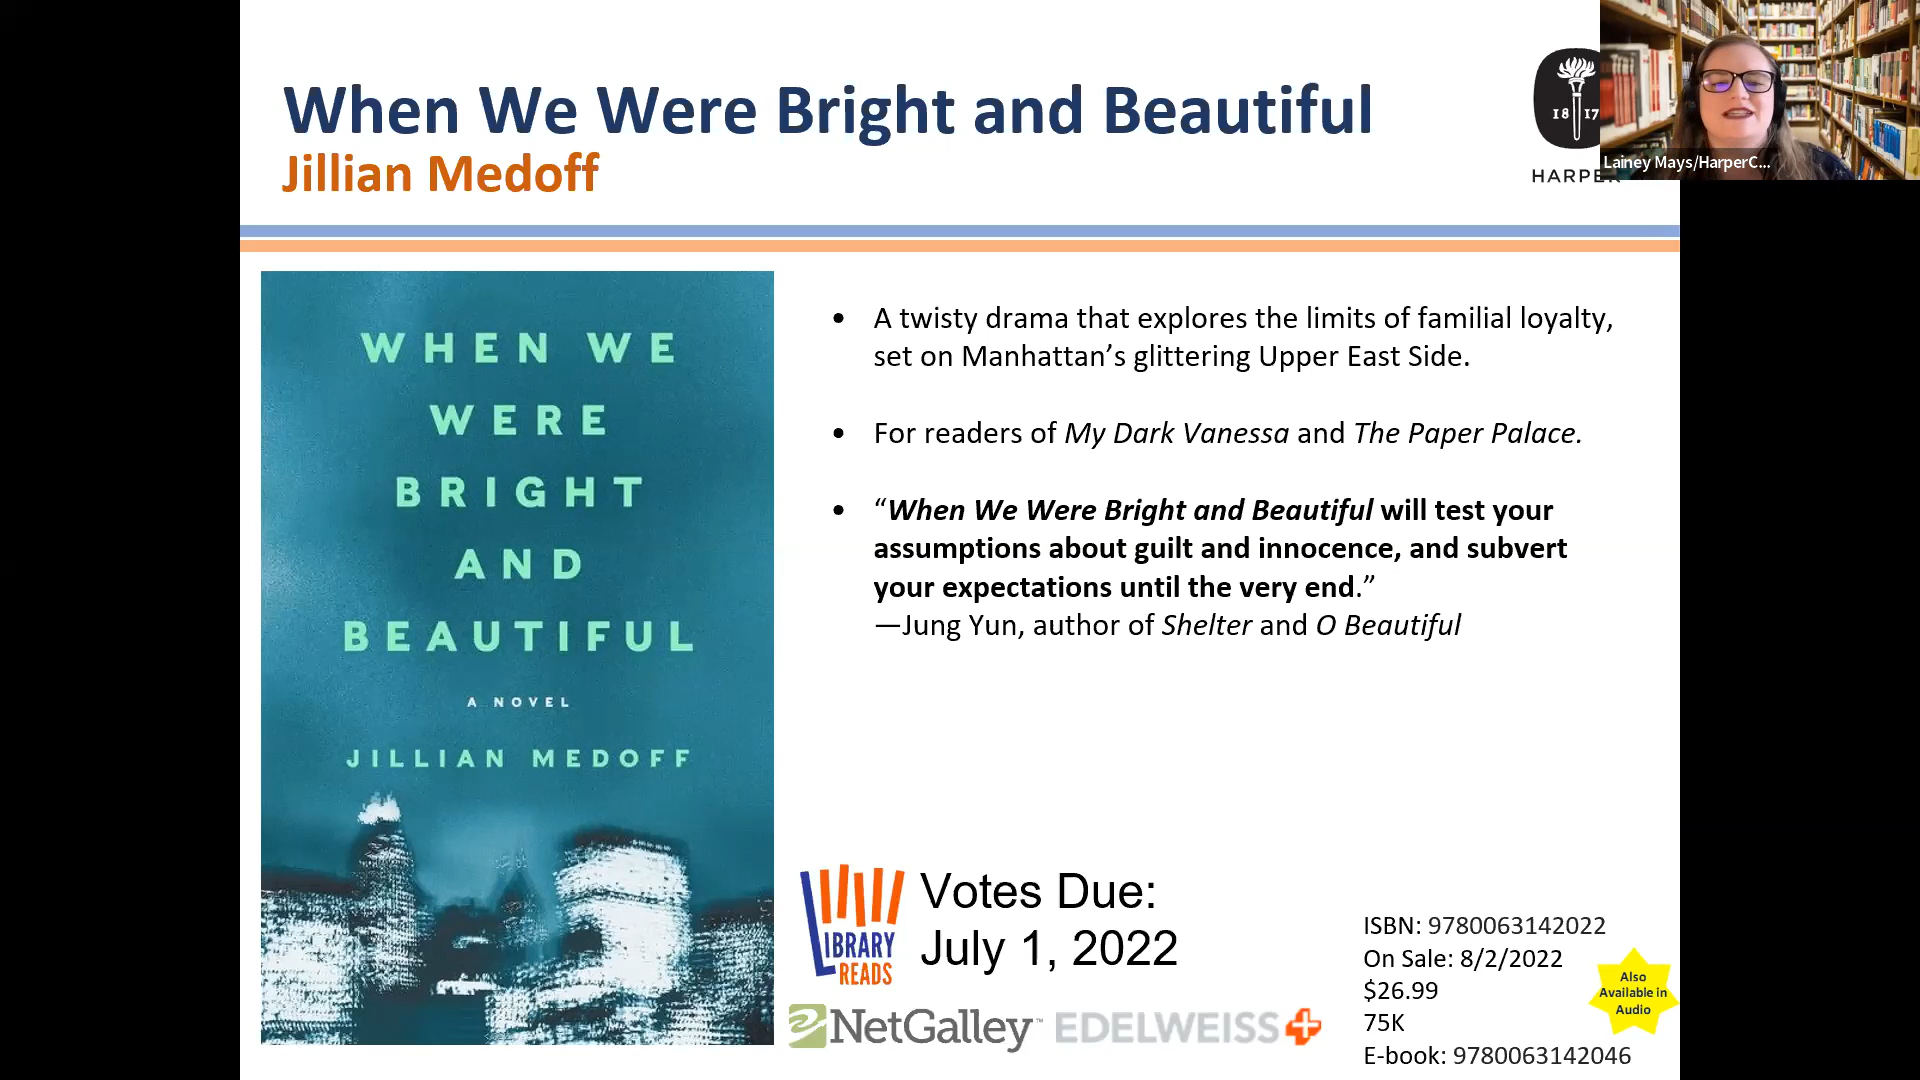 When We Were Bright and Beautiful
Jillian Medoff
18 17
HARPER
Lainey Mays/HarperC...
WHEN WE
WERE
BRIGHT
AND
BEAUTIFUL
A NOVEL
JILLIAN MEDOFF
• A twisty drama that explores the limits of familial loyalty,
set on Manhattan’s glittering Upper East Side.
• For readers of My Dark Vanessa and The Paper Palace.
• “When We Were Bright and Beautiful will test your
assumptions about guilt and innocence, and subvert
your expectations until the very end.”
—Jung Yun, author of Shelter and O Beautiful
LIBRARY
READS
Votes Due:
July 1, 2022
NetGalley™
EDELWEISS+
ISBN: 9780063142022
On Sale: 8/2/2022
$26.99
75K
E-book: 9780063142046
Also
Available in
Audio